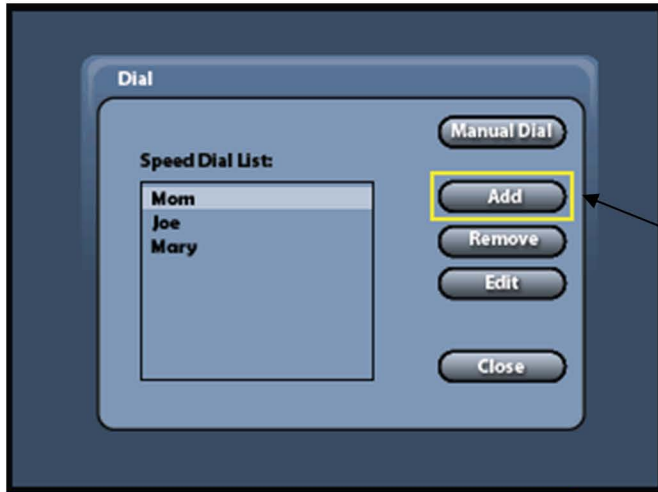 Dial
Manual Dial
Speed Dial List:
Mom
Joe
Mary
Add
Remove
Edit
Close